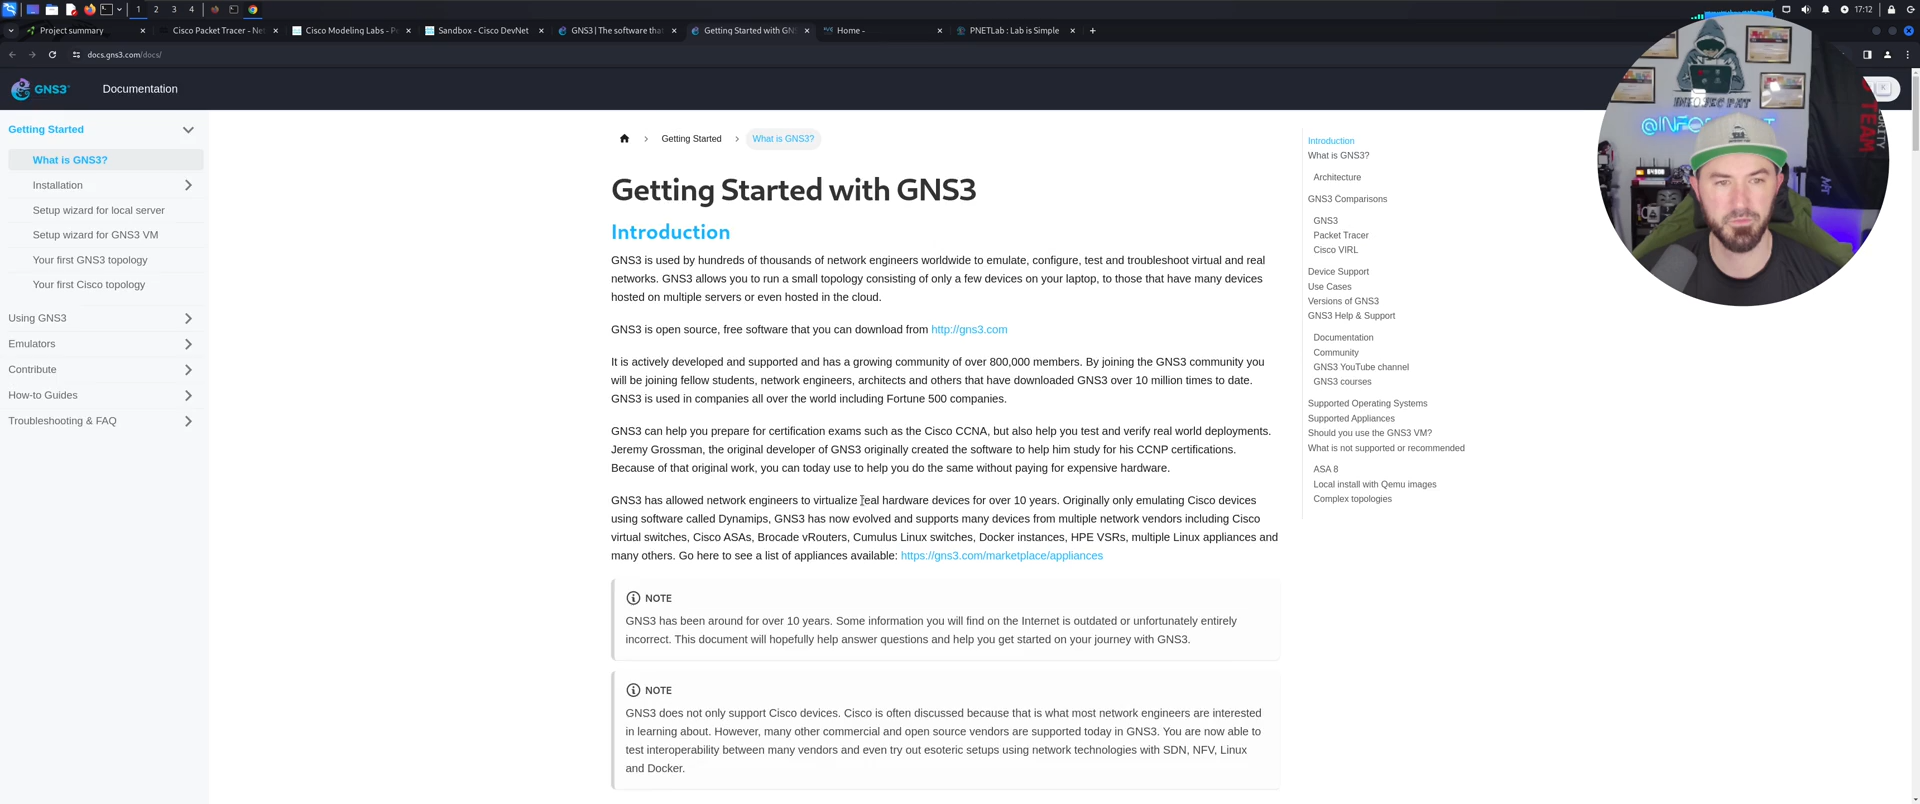 1 2 3 4
17:12
Project summary
Cisco Packet Tracer - Net
Cisco Modeling Labs - P
Sandbox - Cisco DevNet
GNS3 | The software tha
Getting Started with GN
Home -
PNETLab : Lab is Simple
docs.gns3.com/docs/
GNS3
Documentation
K
Getting Started
What is GNS3?
Installation
Setup wizard for local server
Setup wizard for GNS3 VM
Your first GNS3 topology
Your first Cisco topology
Using GNS3
Emulators
Contribute
How-to Guides
Troubleshooting & FAQ
Getting Started
What is GNS3?
Getting Started with GNS3
Introduction
GNS3 is used by hundreds of thousands of network engineers worldwide to emulate, configure, test and troubleshoot virtual and real
networks. GNS3 allows you to run a small topology consisting of only a few devices on your laptop, to those that have many devices
hosted on multiple servers or even hosted in the cloud.
GNS3 is open source, free software that you can download from http://gns3.com
It is actively developed and supported and has a growing community of over 800,000 members. By joining the GNS3 community you
will be joining fellow students, network engineers, architects and others that have downloaded GNS3 over 10 million times to date.
GNS3 is used in companies all over the world including Fortune 500 companies.
GNS3 can help you prepare for certification exams such as the Cisco CCNA, but also help you test and verify real world deployments.
Jeremy Grossman, the original developer of GNS3 originally created the software to help him study for his CCNP certifications.
Because of that original work, you can today use to help you do the same without paying for expensive hardware.
GNS3 has allowed network engineers to virtualize real hardware devices for over 10 years. Originally only emulating Cisco devices
using software called Dynamips, GNS3 has now evolved and supports many devices from multiple network vendors including Cisco
virtual switches, Cisco ASAs, Brocade vRouters, Cumulus Linux switches, Docker instances, HPE VSRs, multiple Linux appliances and
many others. Go here to see a list of appliances available: https://gns3.com/marketplace/appliances
NOTE
GNS3 has been around for over 10 years. Some information you will find on the Internet is outdated or unfortunately entirely
incorrect. This document will hopefully help answer questions and help you get started on your journey with GNS3.
NOTE
GNS3 does not only support Cisco devices. Cisco is often discussed because that is what most network engineers are interested
in learning about. However, many other commercial and open source vendors are supported today in GNS3. You are now able to
test interoperability between many vendors and even try out esoteric setups using network technologies with SDN, NFV, Linux
and Docker.
Introduction
What is GNS3?
Architecture
GNS3 Comparisons
GNS3
Packet Tracer
Cisco VIRL
Device Support
Use Cases
Versions of GNS3
GNS3 Help & Support
Documentation
Community
GNS3 YouTube channel
GNS3 courses
Supported Operating Systems
Supported Appliances
Should you use the GNS3 VM?
What is not supported or recommended
ASA 8
Local install with Qemu images
Complex topologies
INFOSEC PAT
TEAM